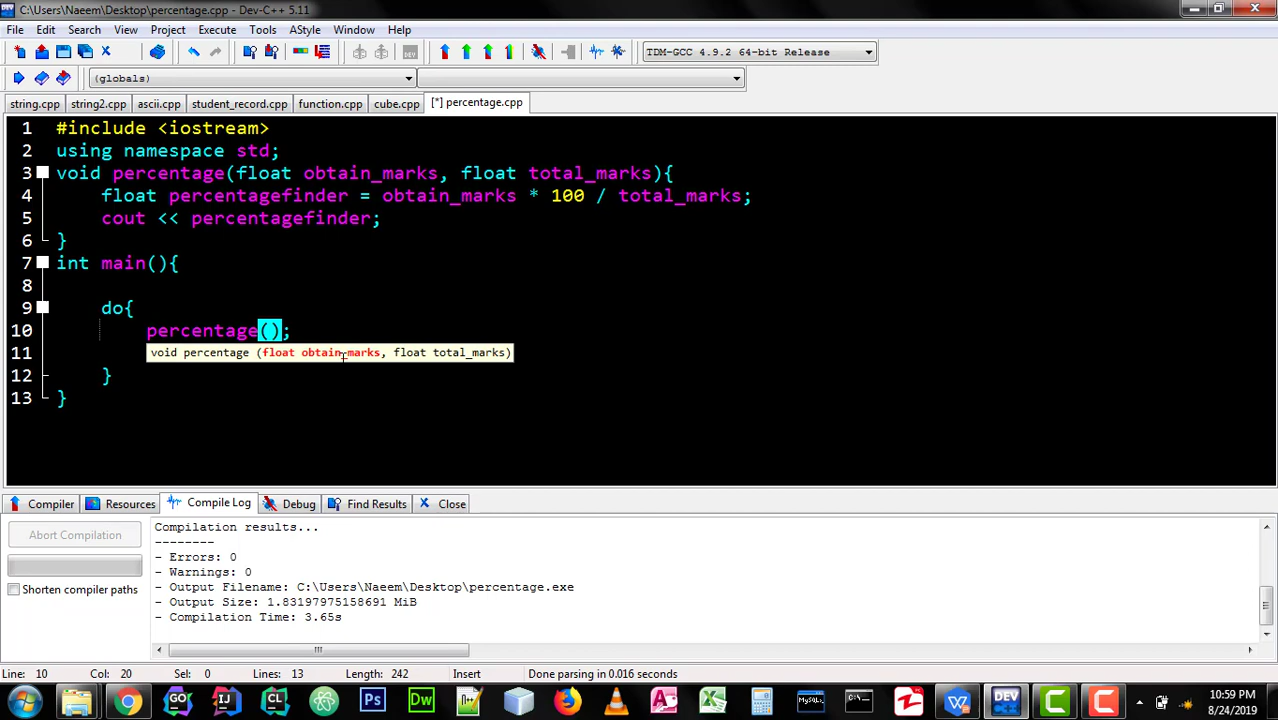 C:\Users\Naeem\Desktop\percentage.cpp - Dev-C++ 5.11
File Edit Search View Project Execute Tools AStyle Window Help
TDM-GCC 4.9.2 64-bit Release
(globals)
string.cpp string2.cpp ascii.cpp student_record.cpp function.cpp cube.cpp [*] percentage.cpp
1 #include <iostream>
2 using namespace std;
3 void percentage(float obtain_marks, float total_marks){
4 float percentagefinder = obtain_marks * 100 / total_marks;
5 cout << percentagefinder;
6 }
7 int main(){
8
9 do{
10 percentage();
11 void percentage (float obtain_marks, float total_marks)
12 }
13 }
Compiler Resources Compile Log Debug Find Results Close
Abort Compilation
Shorten compiler paths
Compilation results...
--------
- Errors: 0
- Warnings: 0
- Output Filename: C:\Users\Naeem\Desktop\percentage.exe
- Output Size: 1.83197975158691 MiB
- Compilation Time: 3.65s
Line: 10 Col: 20 Sel: 0 Lines: 13 Length: 242 Insert Done parsing in 0.016 seconds
GO IJ CL Ps Dw DEV
10:59 PM
8/24/2019